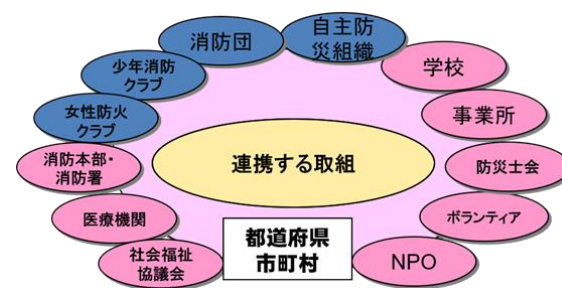 消防団
自主防
災組織
少年消防
クラブ
学校
女性防火
クラブ
事業所
消防本部・
消防署
連携する取組
防災士会
医療機関
ボランティア
社会福祉
協議会
都道府県
市町村
NPO